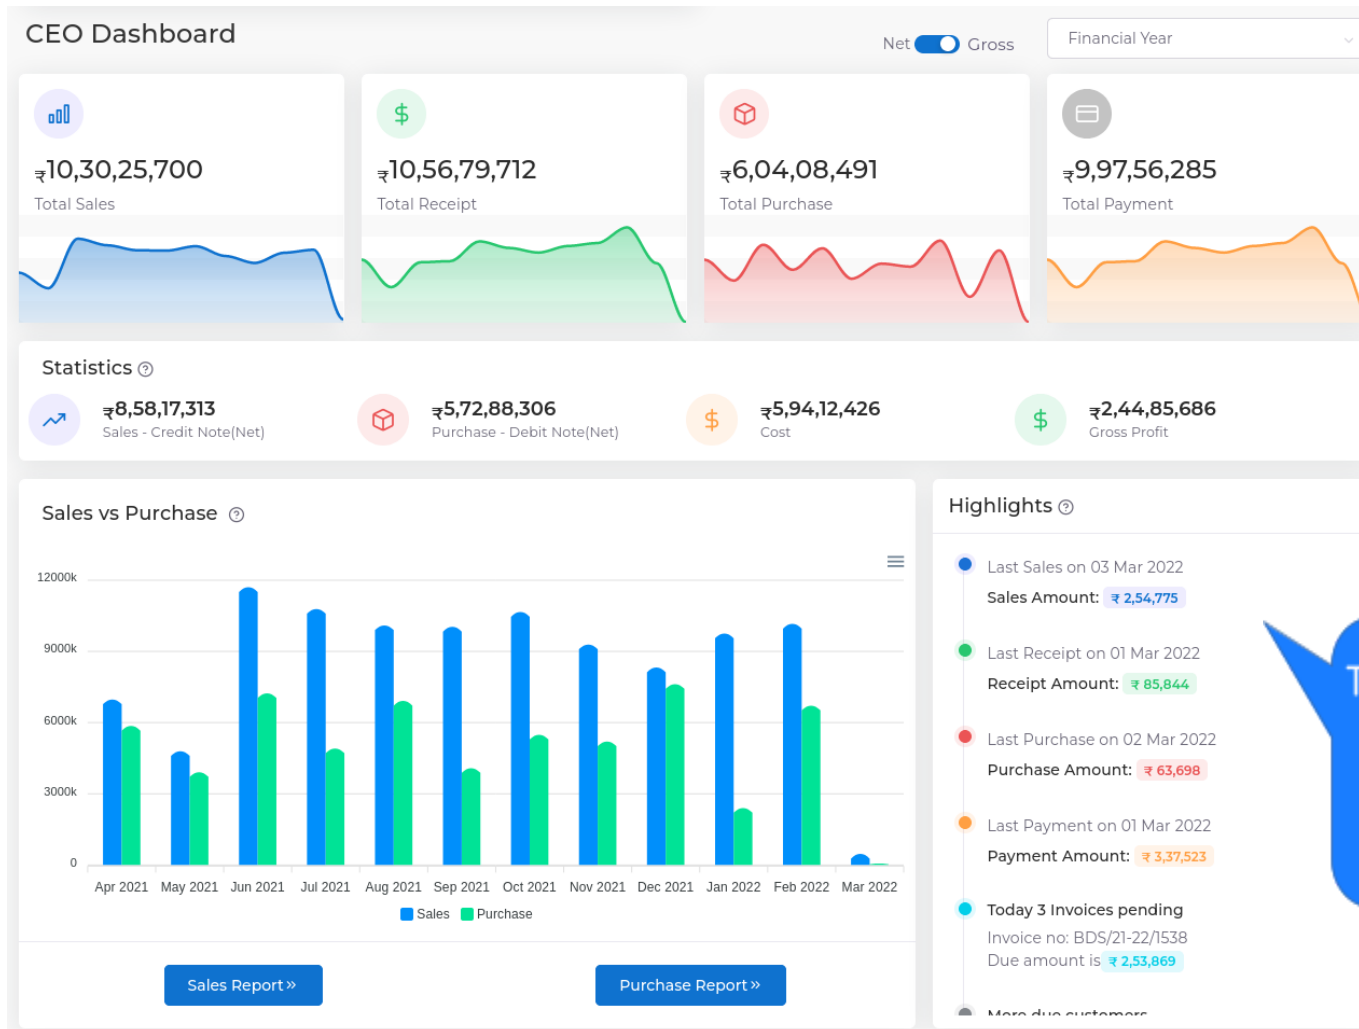 CEO Dashboard
Net Gross
Financial Year
₹10,30,25,700
Total Sales
₹10,56,79,712
Total Receipt
₹6,04,08,491
Total Purchase
₹9,97,56,285
Total Payment
Statistics
₹8,58,17,313
Sales - Credit Note(Net)
₹5,72,88,306
Purchase - Debit Note(Net)
₹5,94,12,426
Cost
₹2,44,85,686
Gross Profit
Sales vs Purchase
12000k
9000k
6000k
3000k
0
Apr 2021 May 2021 Jun 2021 Jul 2021 Aug 2021 Sep 2021 Oct 2021 Nov 2021 Dec 2021 Jan 2022 Feb 2022 Mar 2022
Sales Purchase
Sales Report»
Purchase Report»
Highlights
Last Sales on 03 Mar 2022
Sales Amount: ₹ 2,54,775
Last Receipt on 01 Mar 2022
Receipt Amount: ₹ 85,844
Last Purchase on 02 Mar 2022
Purchase Amount: ₹ 63,698
Last Payment on 01 Mar 2022
Payment Amount: ₹ 3,37,523
Today 3 Invoices pending
Invoice no: BDS/21-22/1538
Due amount is ₹ 2,53,869
More due customers